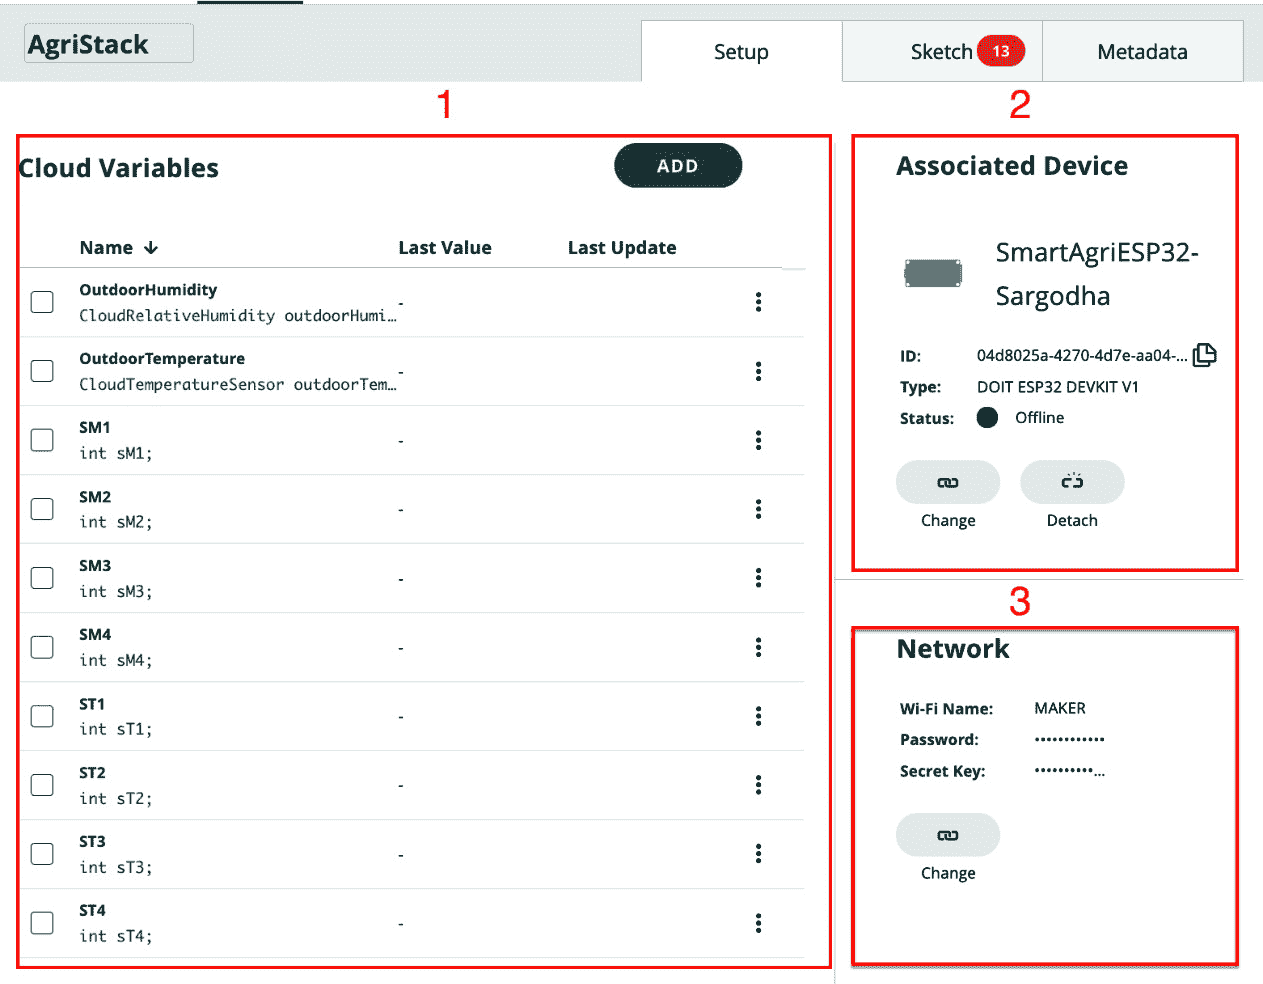 AgriStack
Setup
Sketch 13
Metadata
1
Cloud Variables
ADD
Name ↓ Last Value Last Update
OutdoorHumidity
CloudRelativeHumidity outdoorHumi… -
OutdoorTemperature
CloudTemperatureSensor outdoorTem… -
SM1
int sM1; -
SM2
int sM2; -
SM3
int sM3; -
SM4
int sM4; -
ST1
int sT1; -
ST2
int sT2; -
ST3
int sT3; -
ST4
int sT4; -
2
Associated Device
SmartAgriESP32-
Sargodha
ID: 04d8025a-4270-4d7e-aa04-...
Type: DOIT ESP32 DEVKIT V1
Status: Offline
Change Detach
3
Network
Wi-Fi Name: MAKER
Password: ••••••••••••
Secret Key: ••••••••••...
Change